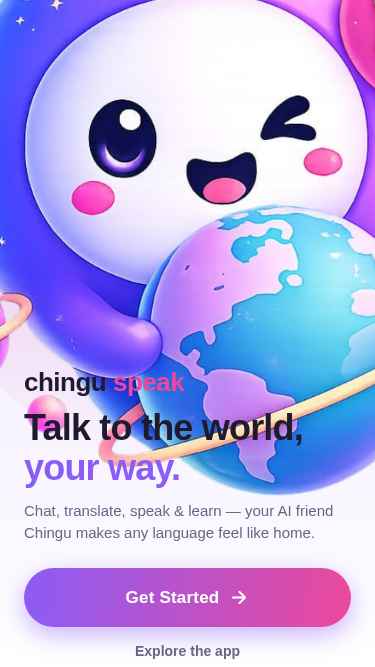 chingu speak
Talk to the world,
your way.
Chat, translate, speak & learn — your AI friend
Chingu makes any language feel like home.
Get Started →
Explore the app